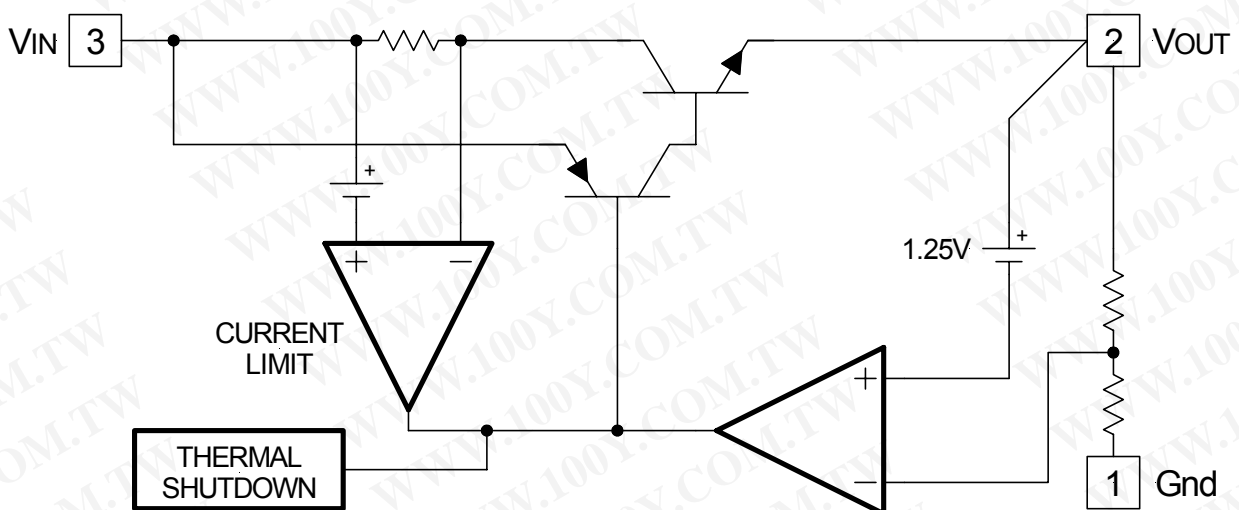 VIN 3
2 VOUT
+
+
1.25V
+ −
CURRENT
LIMIT
+
THERMAL
SHUTDOWN
−
1 Gnd
WWW.100Y.COM.TW